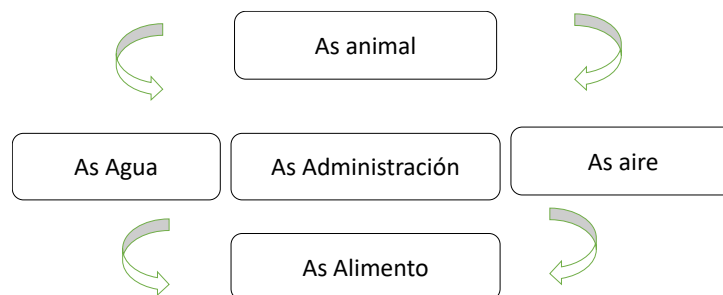 As animal
As Agua
As Administración
As aire
As Alimento